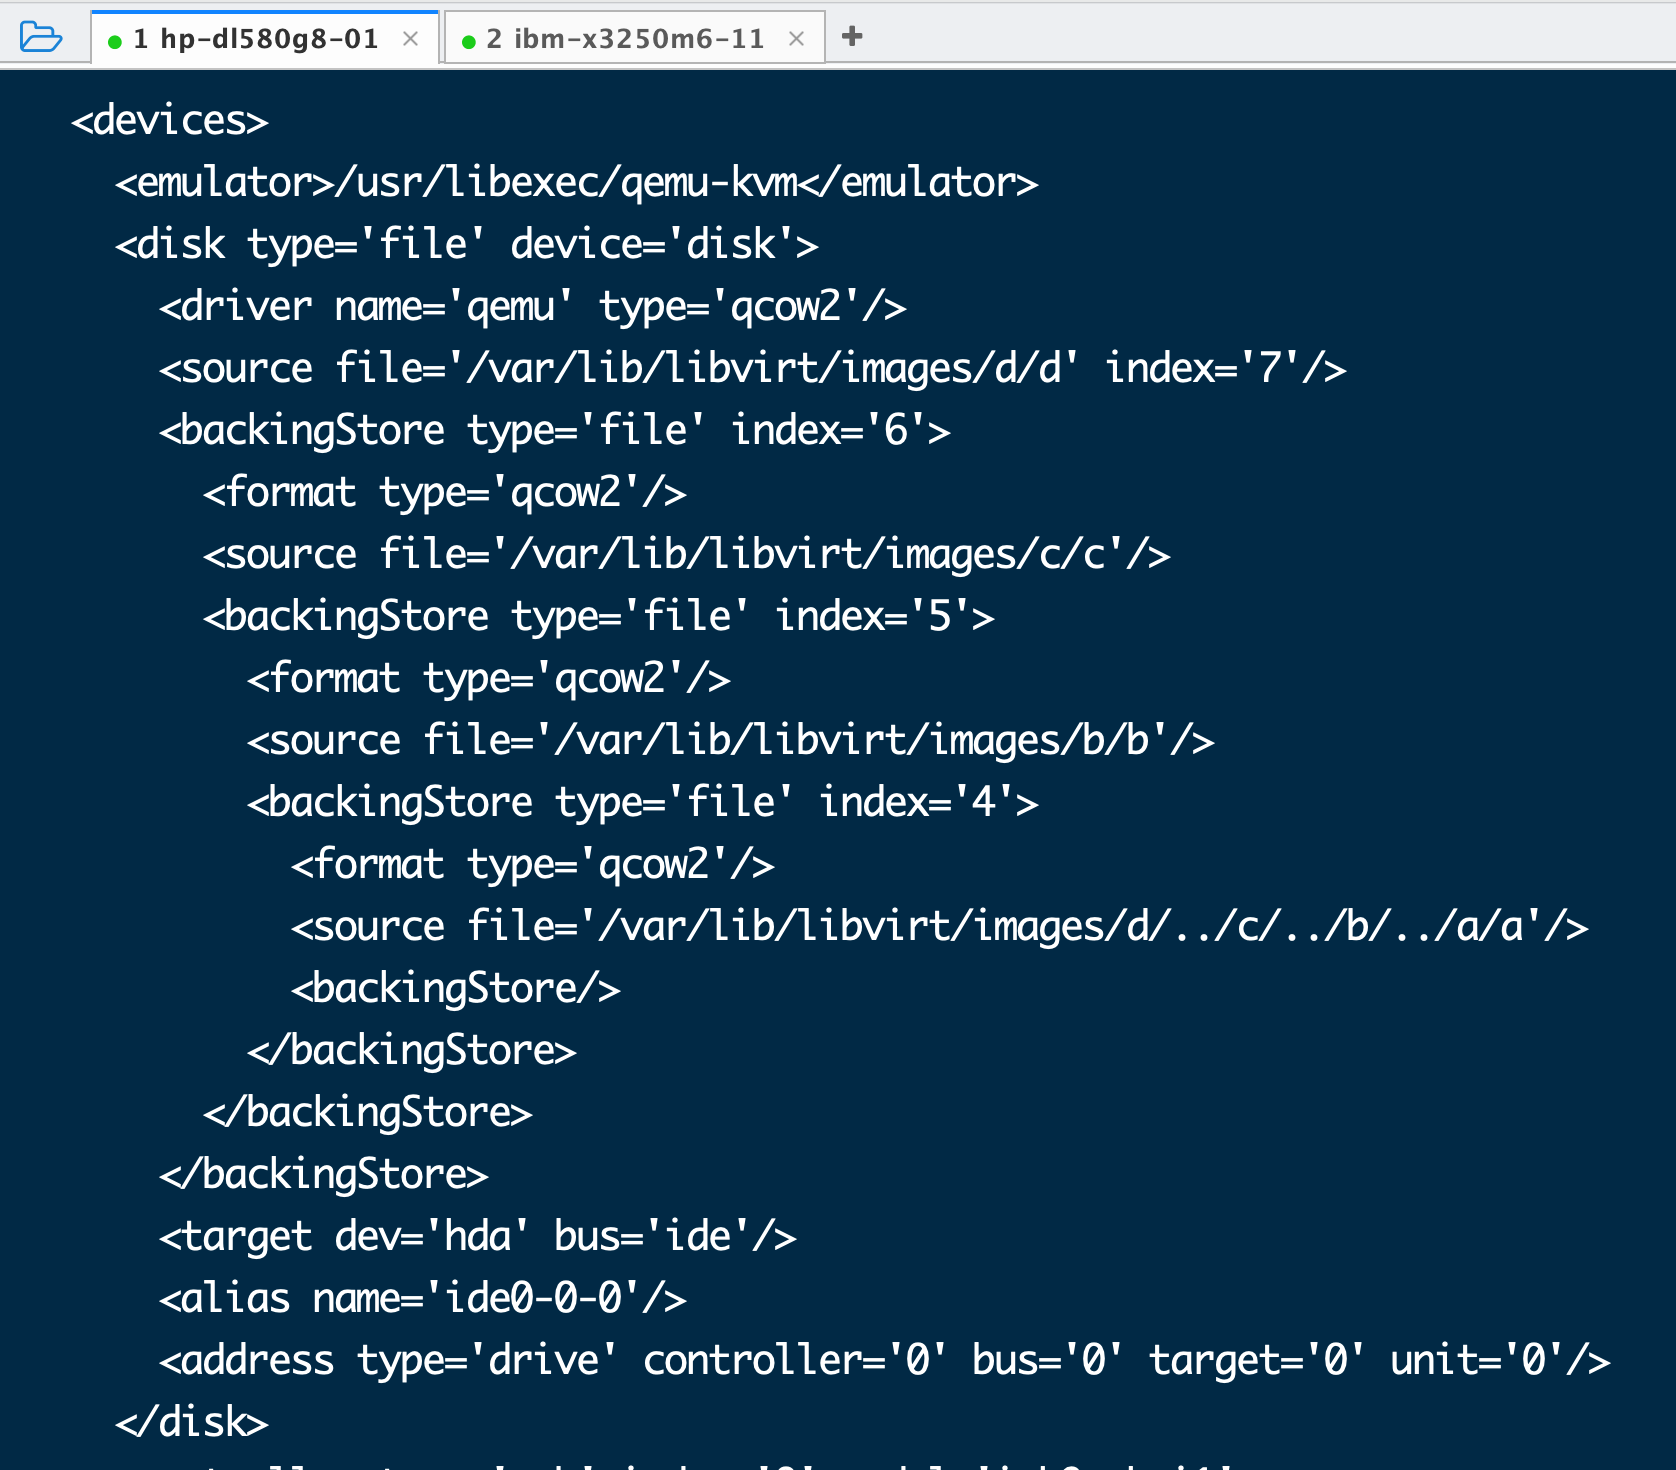 1 hp-dl580g8-01 × 2 ibm-x3250m6-11 × +
<devices>
<emulator>/usr/libexec/qemu-kvm</emulator>
<disk type='file' device='disk'>
<driver name='qemu' type='qcow2'/>
<source file='/var/lib/libvirt/images/d/d' index='7'/>
<backingStore type='file' index='6'>
<format type='qcow2'/>
<source file='/var/lib/libvirt/images/c/c'/>
<backingStore type='file' index='5'>
<format type='qcow2'/>
<source file='/var/lib/libvirt/images/b/b'/>
<backingStore type='file' index='4'>
<format type='qcow2'/>
<source file='/var/lib/libvirt/images/d/../c/../b/../a/a'/>
<backingStore/>
</backingStore>
</backingStore>
</backingStore>
<target dev='hda' bus='ide'/>
<alias name='ide0-0-0'/>
<address type='drive' controller='0' bus='0' target='0' unit='0'/>
</disk>